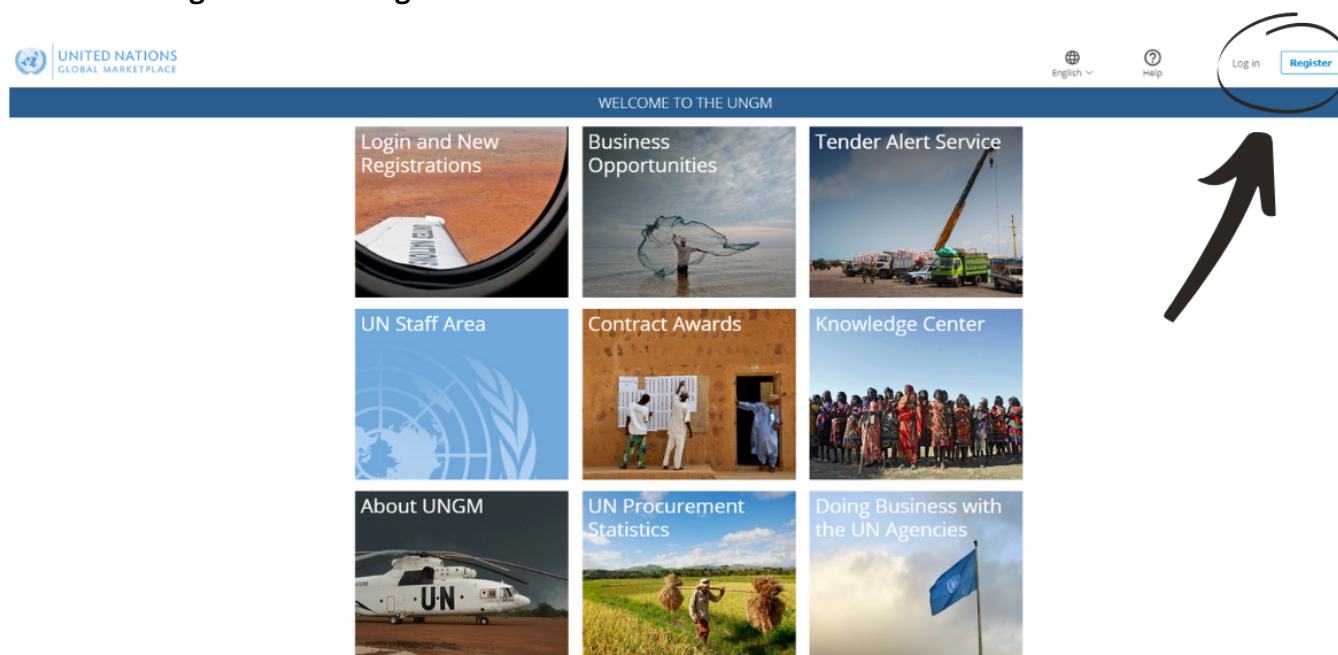 UNITED NATIONS
GLOBAL MARKETPLACE
English
Help
Log in
Register
WELCOME TO THE UNGM
Login and New
Registrations
Business
Opportunities
Tender Alert Service
UN Staff Area
Contract Awards
Knowledge Center
About UNGM
UN
UN Procurement
Statistics
Doing Business with
the UN Agencies